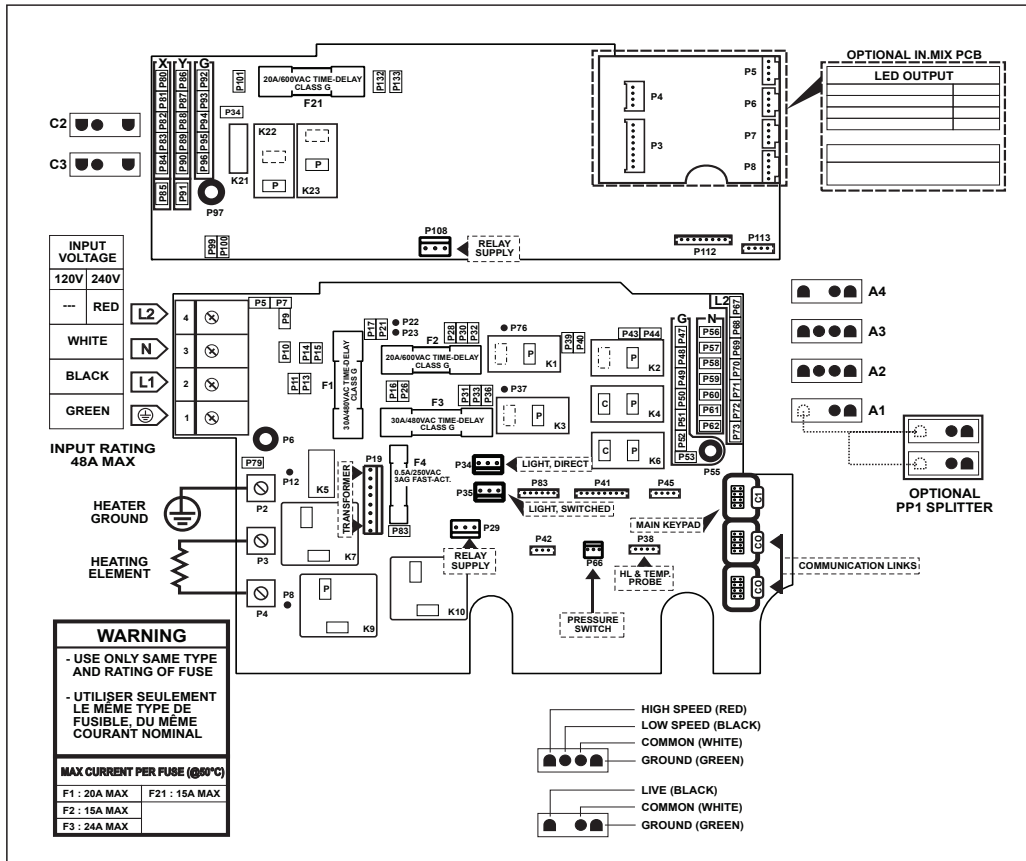 X Y G
P80 P86 P92
P81 P87 P93
P82 P88 P94
P83 P89 P95
P84 P90 P96
P85 P91
P97
P101
20A/600VAC TIME-DELAY
CLASS G
F21
P132
P133
P34
K21
K22
P
K23
P
C2
C3
P99
P100
P108
RELAY
SUPPLY
P112
P113
P4
P3
P5
P6
P7
P8
OPTIONAL IN.MIX PCB
LED OUTPUT
INPUT
VOLTAGE
120V 240V
--- RED
WHITE
BLACK
GREEN
INPUT RATING
48A MAX
L2
N
L1
4
3
2
1
P5 P7
P9
P10
P14
P15
P11
P13
P6
P79
P12
K5
F1
30A/480VAC TIME-DELAY
CLASS G
P17
P21
P22
P23
F2
20A/600VAC TIME-DELAY
CLASS G
P28
P30
P32
P16
P26
P31
P33
P36
F3
30A/480VAC TIME-DELAY
CLASS G
P76
P
K1
P39
P40
P37
P
K3
P43 P44
P
K2
C P
K4
C P
K6
G N L2
P47 P56 P67
P48 P57 P68
P49 P58 P69
P50 P59 P70
P51 P60 P71
P52 P61 P72
P53 P62 P73
P55
F4
0.5A/250VAC
3AG FAST-ACT.
P83
P19
TRANSFORMER
P34
LIGHT, DIRECT
P35
LIGHT, SWITCHED
P29
RELAY
SUPPLY
P83
P41
P45
MAIN KEYPAD
C1
CO
CO
COMMUNICATION LINKS
P42
P66
PRESSURE
SWITCH
P38
HL & TEMP.
PROBE
A4
A3
A2
A1
OPTIONAL
PP1 SPLITTER
HEATER
GROUND
HEATING
ELEMENT
P2
P3
P4
P8
K7
P
K9
K10
WARNING
- USE ONLY SAME TYPE
AND RATING OF FUSE
- UTILISER SEULEMENT
LE MÊME TYPE DE
FUSIBLE, DU MÊME
COURANT NOMINAL
MAX CURRENT PER FUSE (@50°C)
F1 : 20A MAX F21 : 15A MAX
F2 : 15A MAX
F3 : 24A MAX
HIGH SPEED (RED)
LOW SPEED (BLACK)
COMMON (WHITE)
GROUND (GREEN)
LIVE (BLACK)
COMMON (WHITE)
GROUND (GREEN)